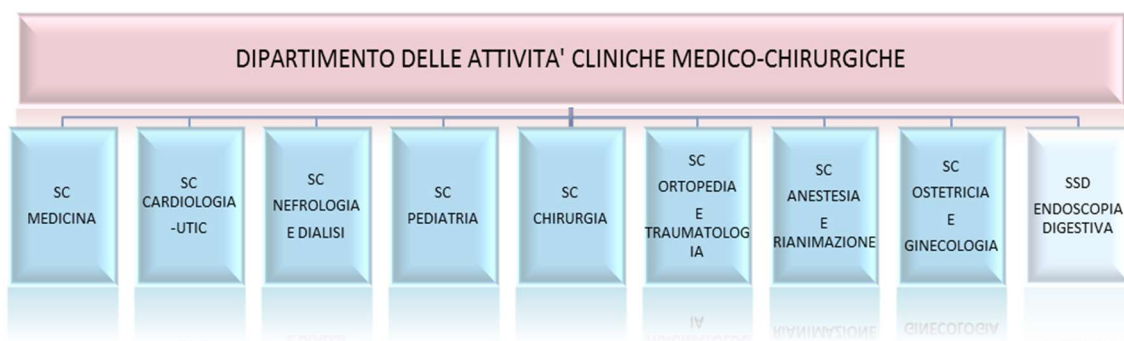 DIPARTIMENTO DELLE ATTIVITA' CLINICHE MEDICO-CHIRURGICHE
SC
MEDICINA
SC
CARDIOLOGIA
-UTIC
SC
NEFROLOGIA
E DIALISI
SC
PEDIATRIA
SC
CHIRURGIA
SC
ORTOPEDIA
E
TRAUMATOLOG
IA
SC
ANESTESIA
E
RIANIMAZIONE
SC
OSTETRICIA
E
GINECOLOGIA
SSD
ENDOSCOPIA
DIGESTIVA